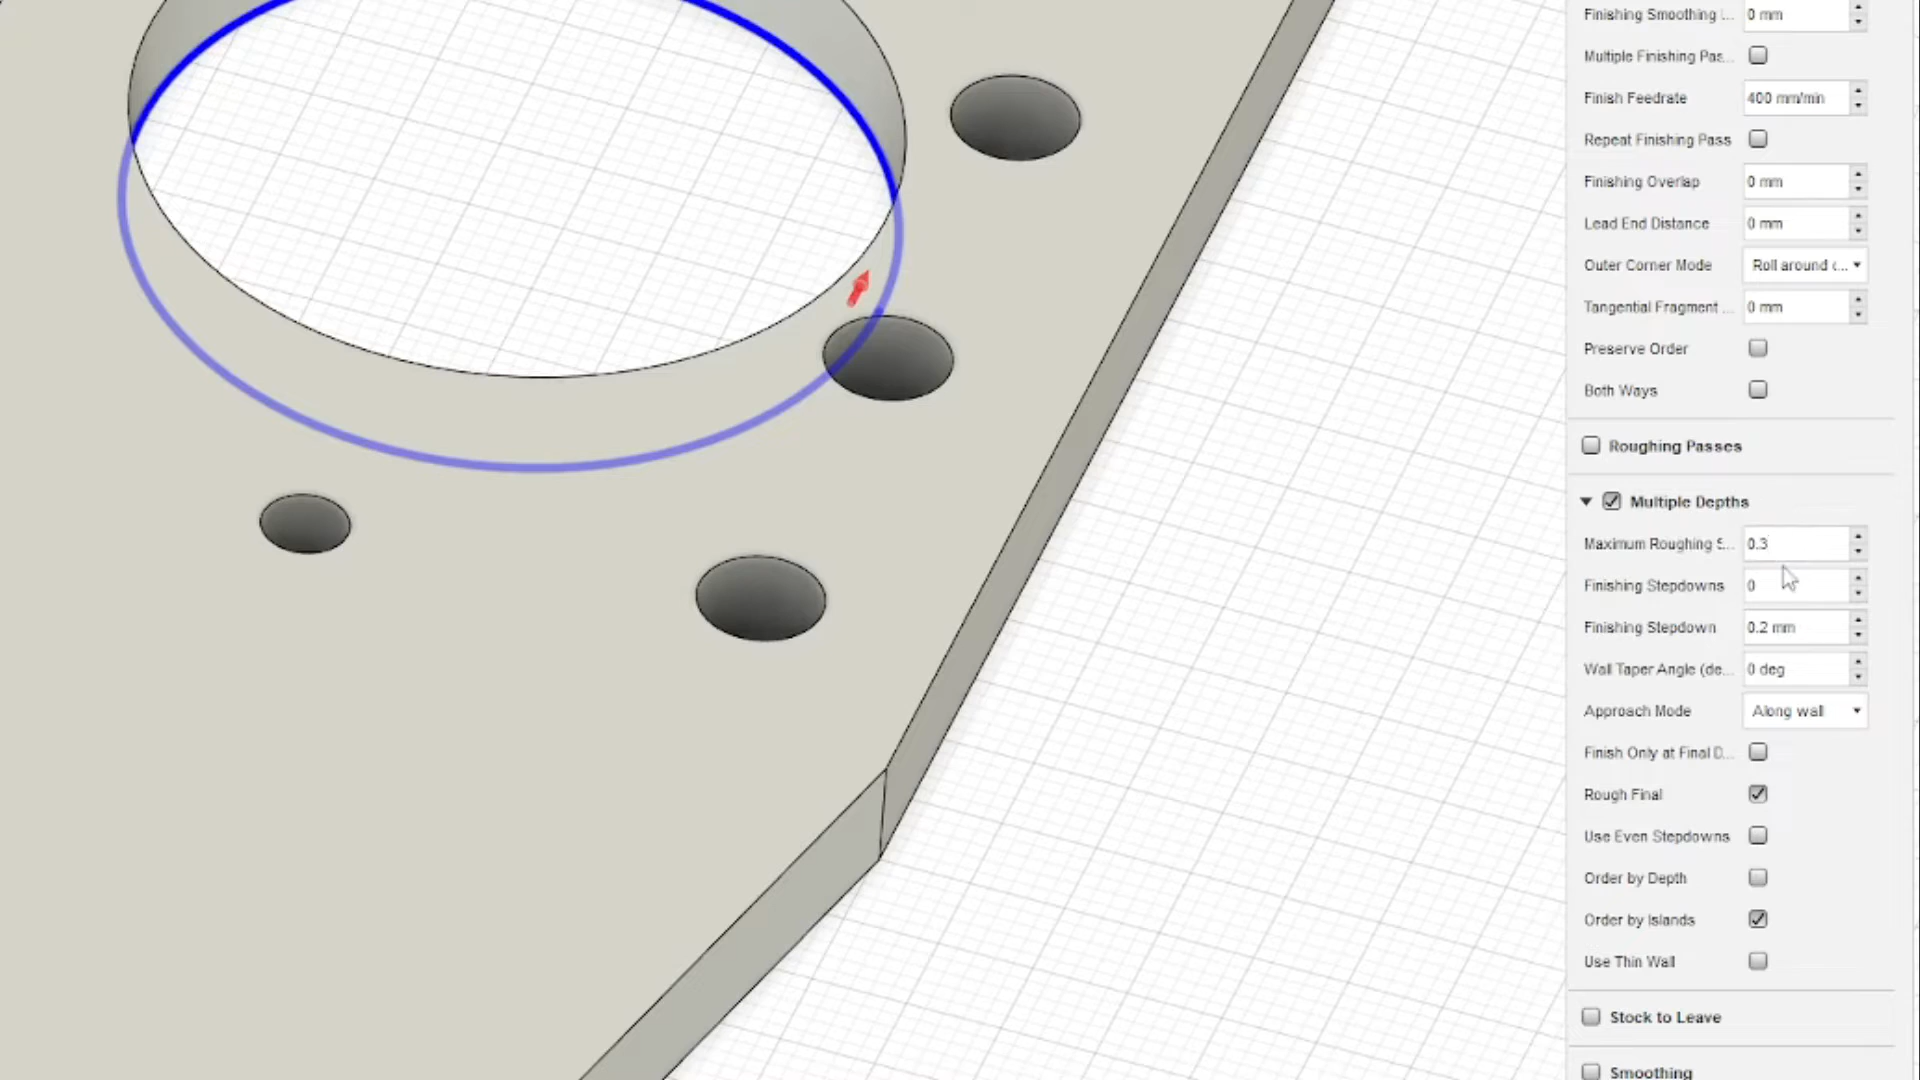 Finishing Smoothing ... 0 mm
Multiple Finishing Pas...
Finish Feedrate 400 mm/min
Repeat Finishing Pass
Finishing Overlap 0 mm
Lead End Distance 0 mm
Outer Corner Mode Roll around c...
Tangential Fragment ... 0 mm
Preserve Order
Both Ways
Roughing Passes
Multiple Depths
Maximum Roughing S... 0.3
Finishing Stepdowns 0
Finishing Stepdown 0.2 mm
Wall Taper Angle (de... 0 deg
Approach Mode Along wall
Finish Only at Final D...
Rough Final
Use Even Stepdowns
Order by Depth
Order by Islands
Use Thin Wall
Stock to Leave
Smoothing